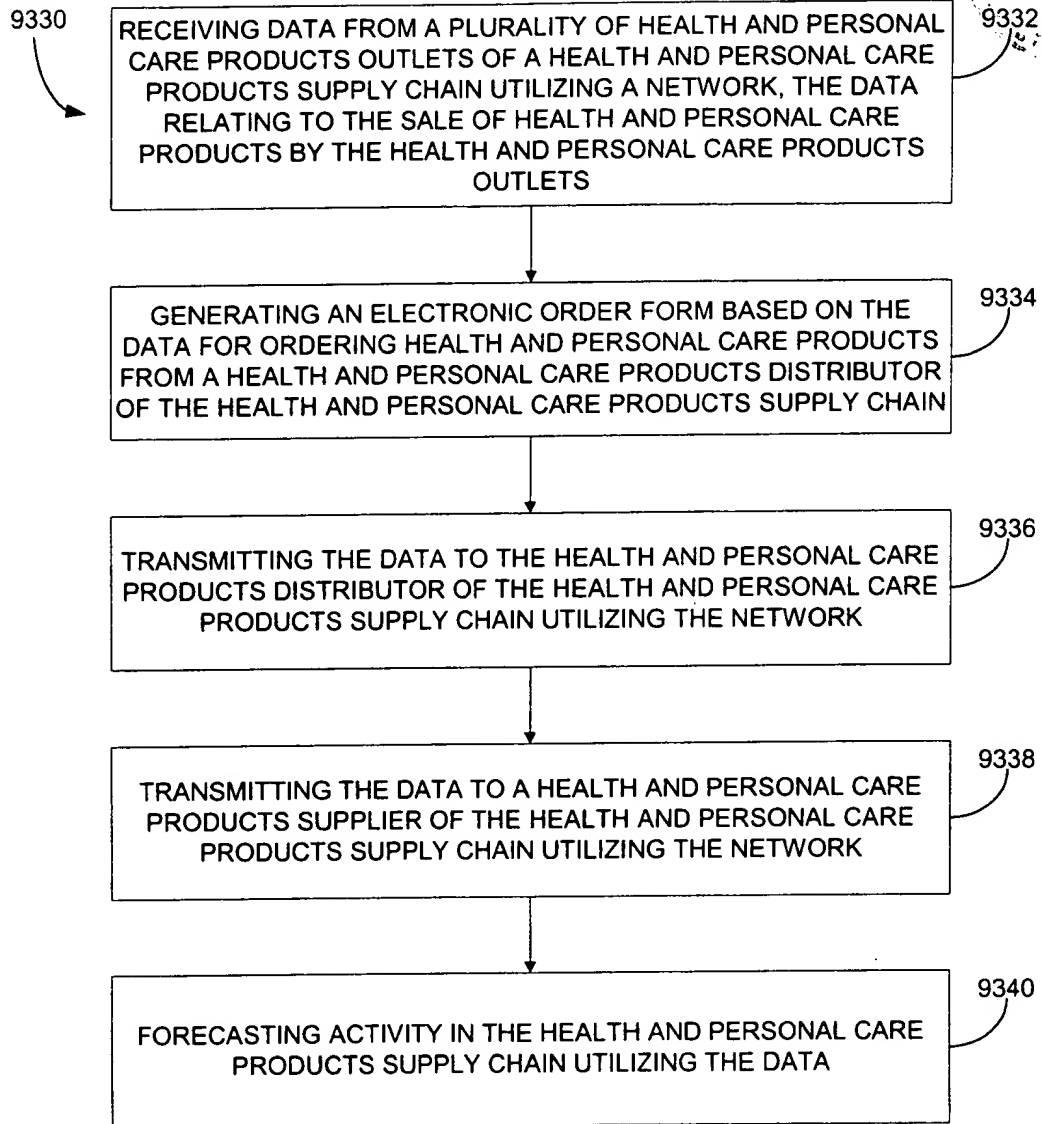 9330
9332
RECEIVING DATA FROM A PLURALITY OF HEALTH AND PERSONAL
CARE PRODUCTS OUTLETS OF A HEALTH AND PERSONAL CARE
PRODUCTS SUPPLY CHAIN UTILIZING A NETWORK, THE DATA
RELATING TO THE SALE OF HEALTH AND PERSONAL CARE
PRODUCTS BY THE HEALTH AND PERSONAL CARE PRODUCTS
OUTLETS
9334
GENERATING AN ELECTRONIC ORDER FORM BASED ON THE
DATA FOR ORDERING HEALTH AND PERSONAL CARE PRODUCTS
FROM A HEALTH AND PERSONAL CARE PRODUCTS DISTRIBUTOR
OF THE HEALTH AND PERSONAL CARE PRODUCTS SUPPLY CHAIN
9336
TRANSMITTING THE DATA TO THE HEALTH AND PERSONAL CARE
PRODUCTS DISTRIBUTOR OF THE HEALTH AND PERSONAL CARE
PRODUCTS SUPPLY CHAIN UTILIZING THE NETWORK
9338
TRANSMITTING THE DATA TO A HEALTH AND PERSONAL CARE
PRODUCTS SUPPLIER OF THE HEALTH AND PERSONAL CARE
PRODUCTS SUPPLY CHAIN UTILIZING THE NETWORK
9340
FORECASTING ACTIVITY IN THE HEALTH AND PERSONAL CARE
PRODUCTS SUPPLY CHAIN UTILIZING THE DATA